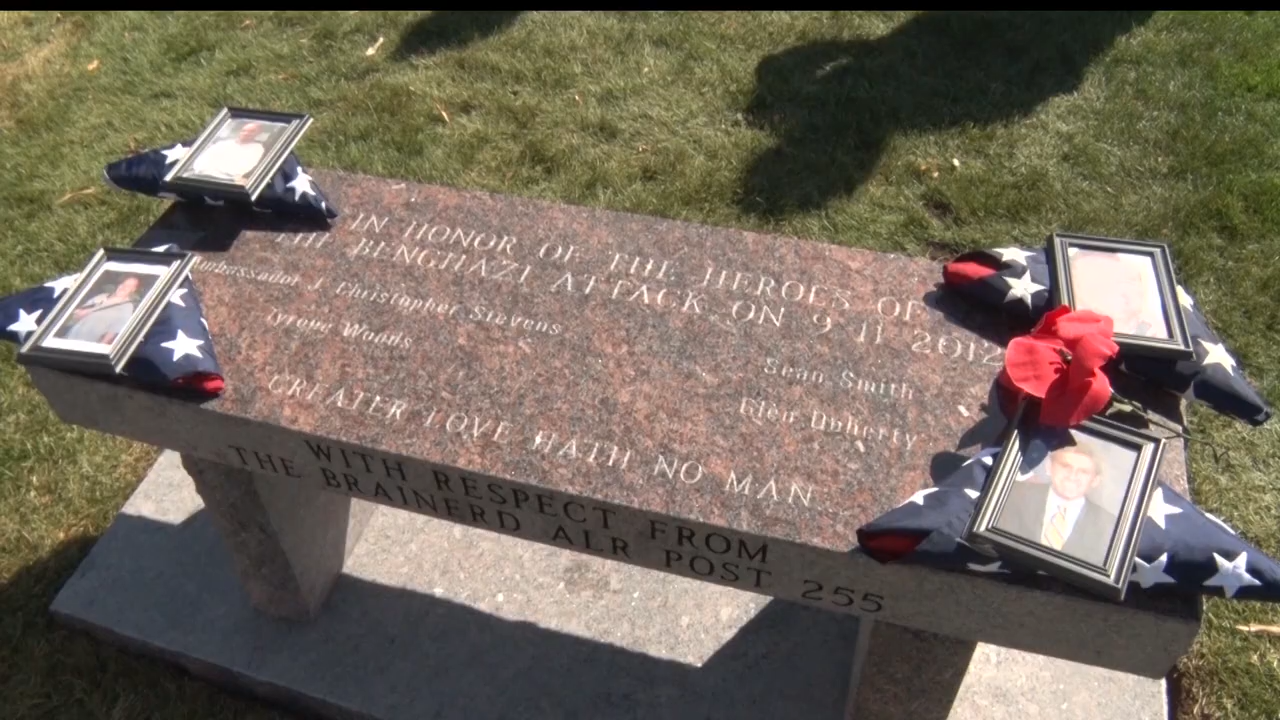 IN HONOR OF THE HEROES OF
THE BENGHAZI ATTACK ON 9 11 2012
Ambassador J Christopher Stevens
Sean Smith
Tyrone Woods
Glen Doherty
GREATER LOVE HATH NO MAN
WITH RESPECT FROM
THE BRAINERD ALR POST 255